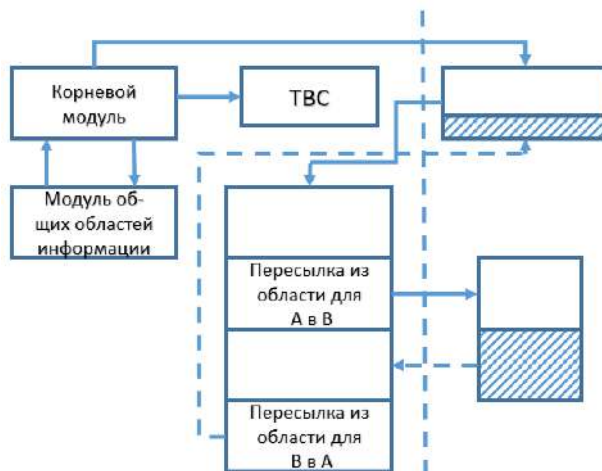 Корневой
модуль
ТВС
Модуль об-
щих областей
информации
Пересылка из
области для
А в В
Пересылка из
области для
В в А